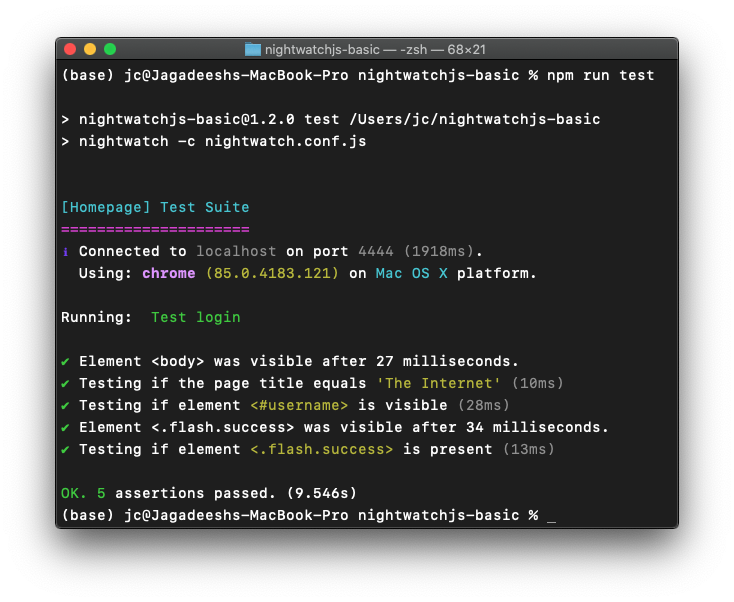 nightwatchjs-basic — -zsh — 68×21
(base) jc@Jagadeeshs-MacBook-Pro nightwatchjs-basic % npm run test
> nightwatchjs-basic@1.2.0 test /Users/jc/nightwatchjs-basic
> nightwatch -c nightwatch.conf.js
[Homepage] Test Suite
=====================
ℹ Connected to localhost on port 4444 (1918ms).
Using: chrome (85.0.4183.121) on Mac OS X platform.
Running:  Test login
✔ Element <body> was visible after 27 milliseconds.
✔ Testing if the page title equals 'The Internet' (10ms)
✔ Testing if element <#username> is visible (28ms)
✔ Element <.flash.success> was visible after 34 milliseconds.
✔ Testing if element <.flash.success> is present (13ms)
OK. 5 assertions passed. (9.546s)
(base) jc@Jagadeeshs-MacBook-Pro nightwatchjs-basic % _